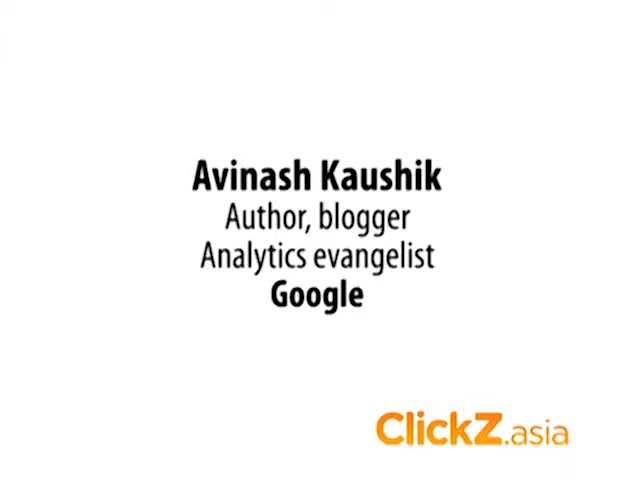 Avinash Kaushik
Author, blogger
Analytics evangelist
Google
ClickZ.asia